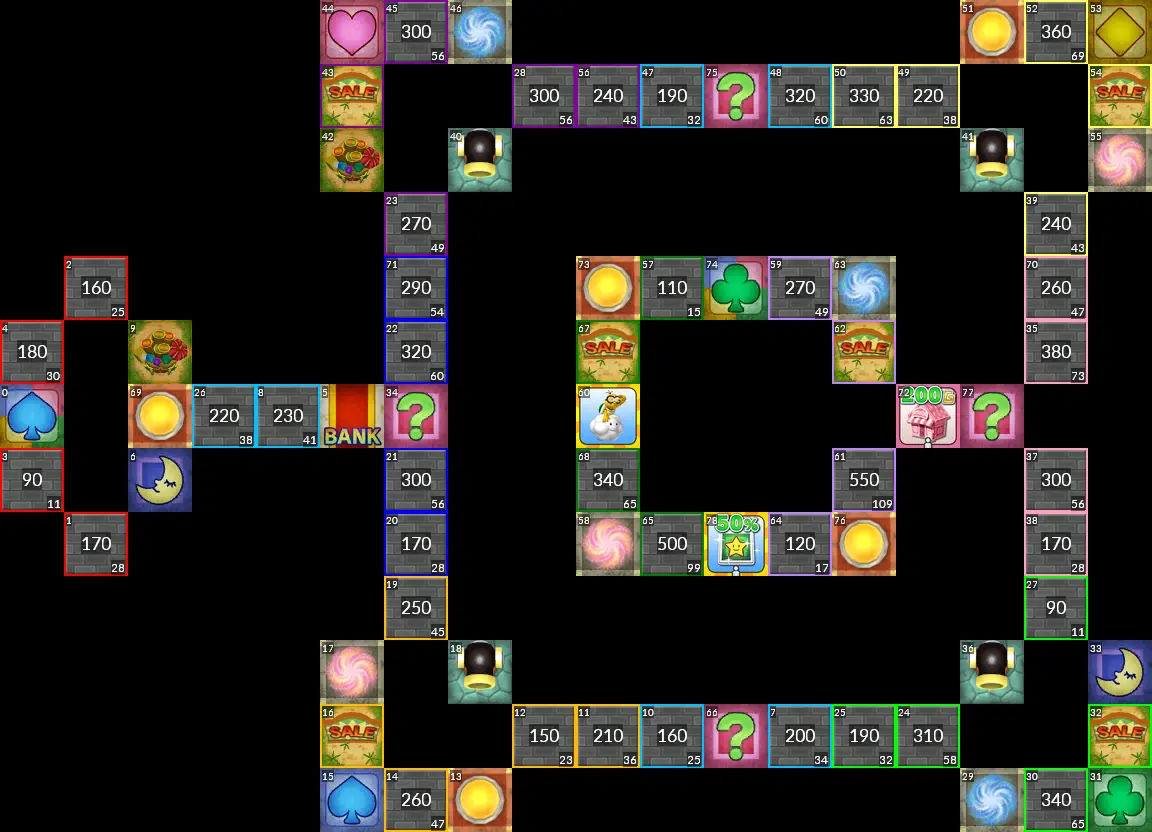 44 45 300 56 46 51 52 360 69 53
43 SALE 28 300 56 56 240 43 47 190 32 75 ? 48 320 60 50 330 63 49 220 38 54 SALE
42 40 41 55
23 270 49 39 240 43
2 160 25 71 290 54 73 57 110 15 74 59 270 49 63 70 260 47
4 180 30 9 22 320 60 67 SALE 62 SALE 35 380 73
0 69 26 220 38 8 230 41 5 BANK 34 ? 60 72 200G 77 ?
3 90 11 6 21 300 56 68 340 65 61 550 109 37 300 56
1 170 28 20 170 28 58 65 500 99 78 50% 64 120 17 76 38 170 28
19 250 45 27 90 11
17 18 36 33
16 SALE 12 150 23 11 210 36 10 160 25 66 ? 7 200 34 25 190 32 24 310 58 32 SALE
15 14 260 47 13 29 30 340 65 31